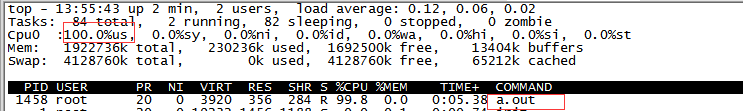 top - 13:55:43 up 2 min, 2 users, load average: 0.12, 0.06, 0.02
Tasks: 84 total, 2 running, 82 sleeping, 0 stopped, 0 zombie
Cpu0 :100.0%us, 0.0%sy, 0.0%ni, 0.0%id, 0.0%wa, 0.0%hi, 0.0%si, 0.0%st
Mem: 1922736k total, 230236k used, 1692500k free, 13404k buffers
Swap: 4128760k total, 0k used, 4128760k free, 65212k cached
PID USER PR NI VIRT RES SHR S %CPU %MEM TIME+ COMMAND
1458 root 20 0 3920 356 284 R 99.8 0.0 0:05.38 a.out